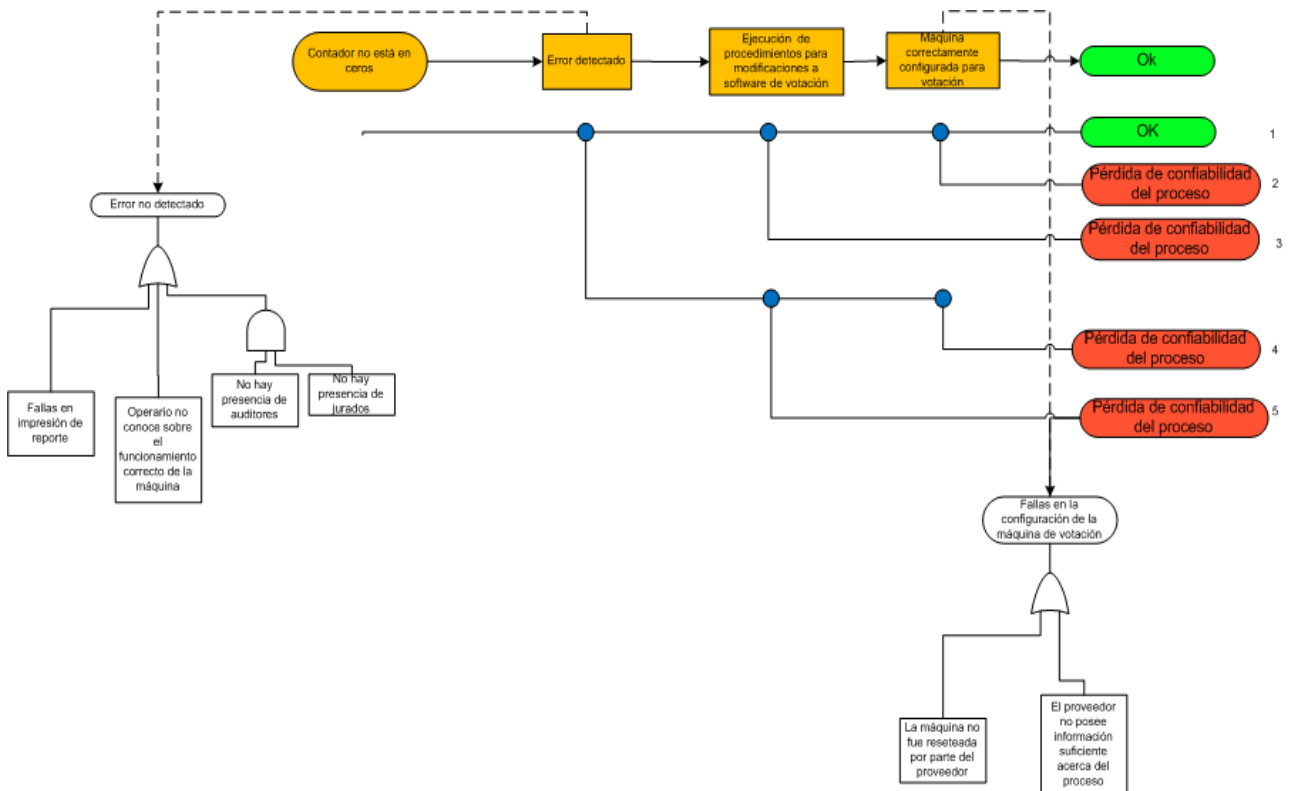 Contador no está en
ceros
Error detectado
Ejecución de
procedimientos para
modificaciones a
software de votación
Máquina
correctamente
configurada para
votación
Ok
OK
1
Pérdida de confiabilidad
del proceso
2
Pérdida de confiabilidad
del proceso
3
Pérdida de confiabilidad
del proceso
4
Pérdida de confiabilidad
del proceso
5
Error no detectado
Fallas en
impresión de
reporte
Operario no
conoce sobre
el
funcionamiento
correcto de la
máquina
No hay
presencia de
auditores
No hay
presencia de
jurados
Fallas en la
configuración de la
máquina de votación
La máquina no
fue reseteada
por parte del
proveedor
El proveedor
no posee
información
suficiente
acerca del
proceso